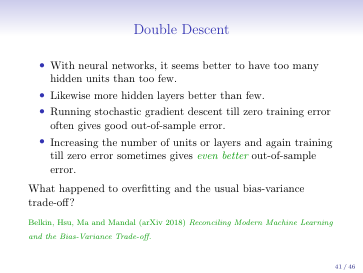 Double Descent
• With neural networks, it seems better to have too many
hidden units than too few.
• Likewise more hidden layers better than few.
• Running stochastic gradient descent till zero training error
often gives good out-of-sample error.
• Increasing the number of units or layers and again training
till zero error sometimes gives even better out-of-sample
error.
What happened to overfitting and the usual bias-variance
trade-off?
Belkin, Hsu, Ma and Mandal (arXiv 2018) Reconciling Modern Machine Learning
and the Bias-Variance Trade-off.
41 / 46